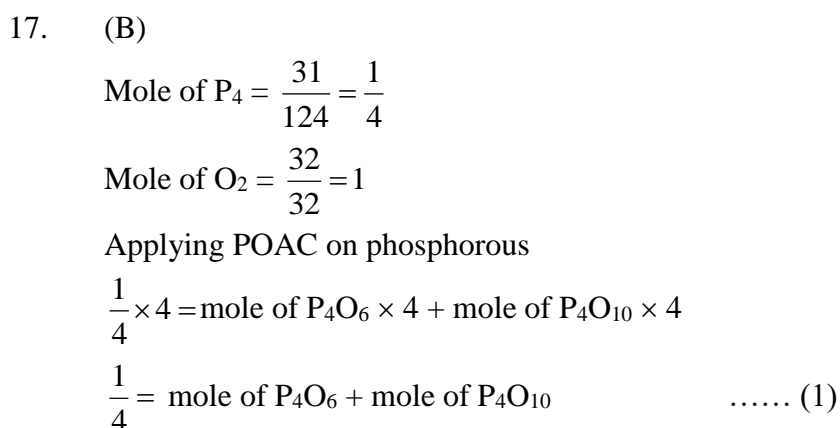 17. (B)
Mole of P₄ = 31/124 = 1/4
Mole of O₂ = 32/32 = 1
Applying POAC on phosphorous
1/4 × 4 = mole of P₄O₆ × 4 + mole of P₄O₁₀ × 4
1/4 = mole of P₄O₆ + mole of P₄O₁₀ …… (1)